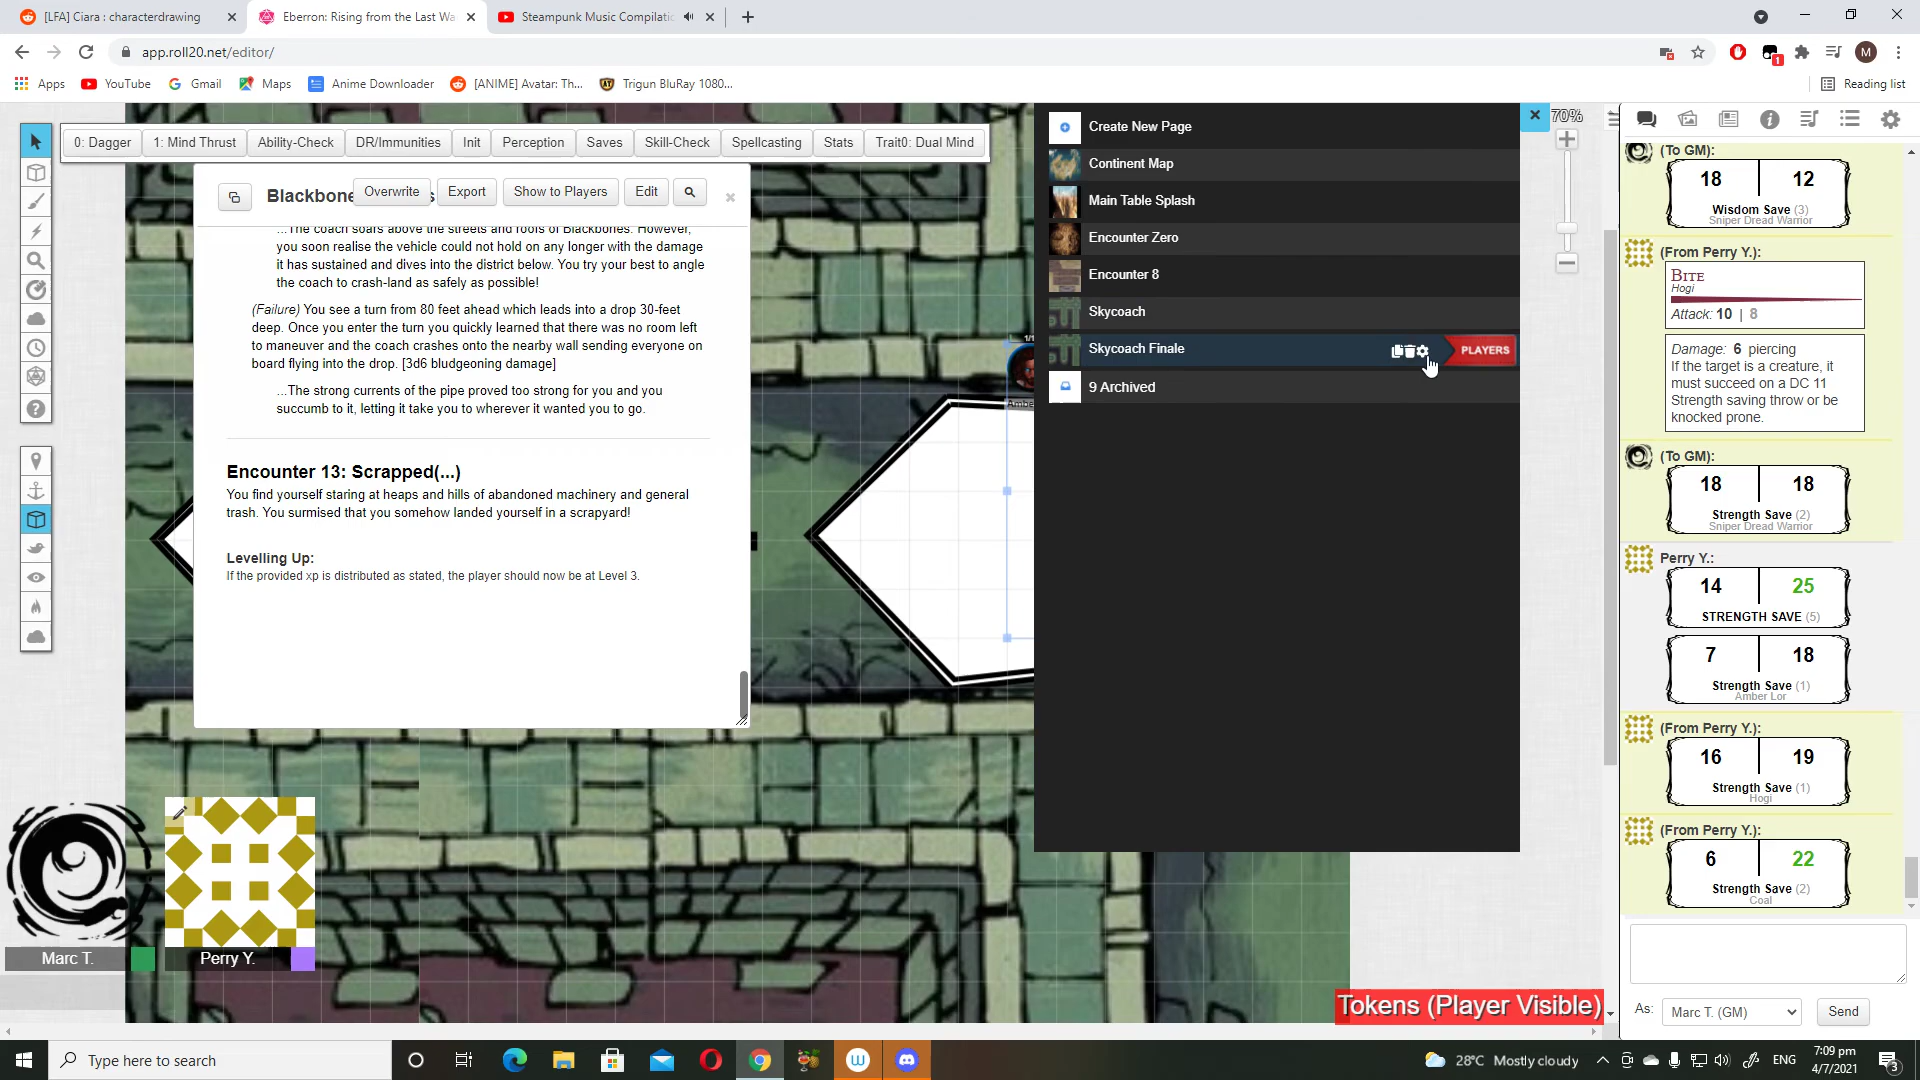 [LFA] Ciara : characterdrawing
Eberron: Rising from the Last Wa
Steampunk Music Compilatio
app.roll20.net/editor/
1
M
Apps
YouTube
Gmail
Maps
Anime Downloader
[ANIME] Avatar: Th...
Trigun BluRay 1080...
Reading list
0: Dagger
1: Mind Thrust
Ability-Check
DR/Immunities
Init
Perception
Saves
Skill-Check
Spellcasting
Stats
Trait0: Dual Mind
Blackbone
Overwrite
Export
Show to Players
Edit
...The coach soars above the streets and roofs of Blackbones. However,
you soon realise the vehicle could not hold on any longer with the damage
it has sustained and dives into the district below. You try your best to angle
the coach to crash-land as safely as possible!
(Failure) You see a turn from 80 feet ahead which leads into a drop 30-feet
deep. Once you enter the turn you quickly learned that there was no room left
to maneuver and the coach crashes onto the nearby wall sending everyone on
board flying into the drop. [3d6 bludgeoning damage]
...The strong currents of the pipe proved too strong for you and you
succumb to it, letting it take you to wherever it wanted you to go.
Encounter 13: Scrapped(...)
You find yourself staring at heaps and hills of abandoned machinery and general
trash. You surmised that you somehow landed yourself in a scrapyard!
Levelling Up:
If the provided xp is distributed as stated, the player should now be at Level 3.
Marc T.
Perry Y.
Create New Page
Continent Map
Main Table Splash
Encounter Zero
Encounter 8
Skycoach
Skycoach Finale
PLAYERS
9 Archived
70%
Tokens (Player Visible)
(To GM):
18 12
Wisdom Save (3)
Sniper Dread Warrior
(From Perry Y.):
BITE
Hogi
Attack: 10 | 8
Damage: 6 piercing
If the target is a creature, it
must succeed on a DC 11
Strength saving throw or be
knocked prone.
(To GM):
18 18
Strength Save (2)
Sniper Dread Warrior
Perry Y.:
14 25
STRENGTH SAVE (5)
7 18
Strength Save (1)
Amber Lor
(From Perry Y.):
16 19
Strength Save (1)
Hogi
(From Perry Y.):
6 22
Strength Save (2)
Coal
As:
Marc T. (GM)
Send
Type here to search
28°C Mostly cloudy
ENG
7:09 pm
4/7/2021
3